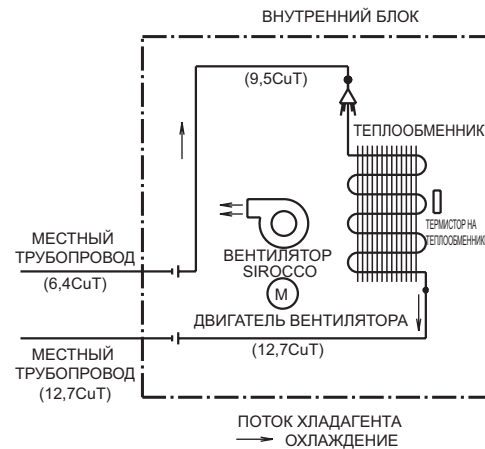 ВНУТРЕННИЙ БЛОК
(9,5CuT)
ТЕПЛООБМЕННИК
ТЕРМИСТОР НА
ТЕПЛООБМЕННИКЕ
МЕСТНЫЙ
ТРУБОПРОВОД
(6,4CuT)
ВЕНТИЛЯТОР
SIROCCO
M
ДВИГАТЕЛЬ ВЕНТИЛЯТОРА
(12,7CuT)
МЕСТНЫЙ
ТРУБОПРОВОД
(12,7CuT)
ПОТОК ХЛАДАГЕНТА
ОХЛАЖДЕНИЕ